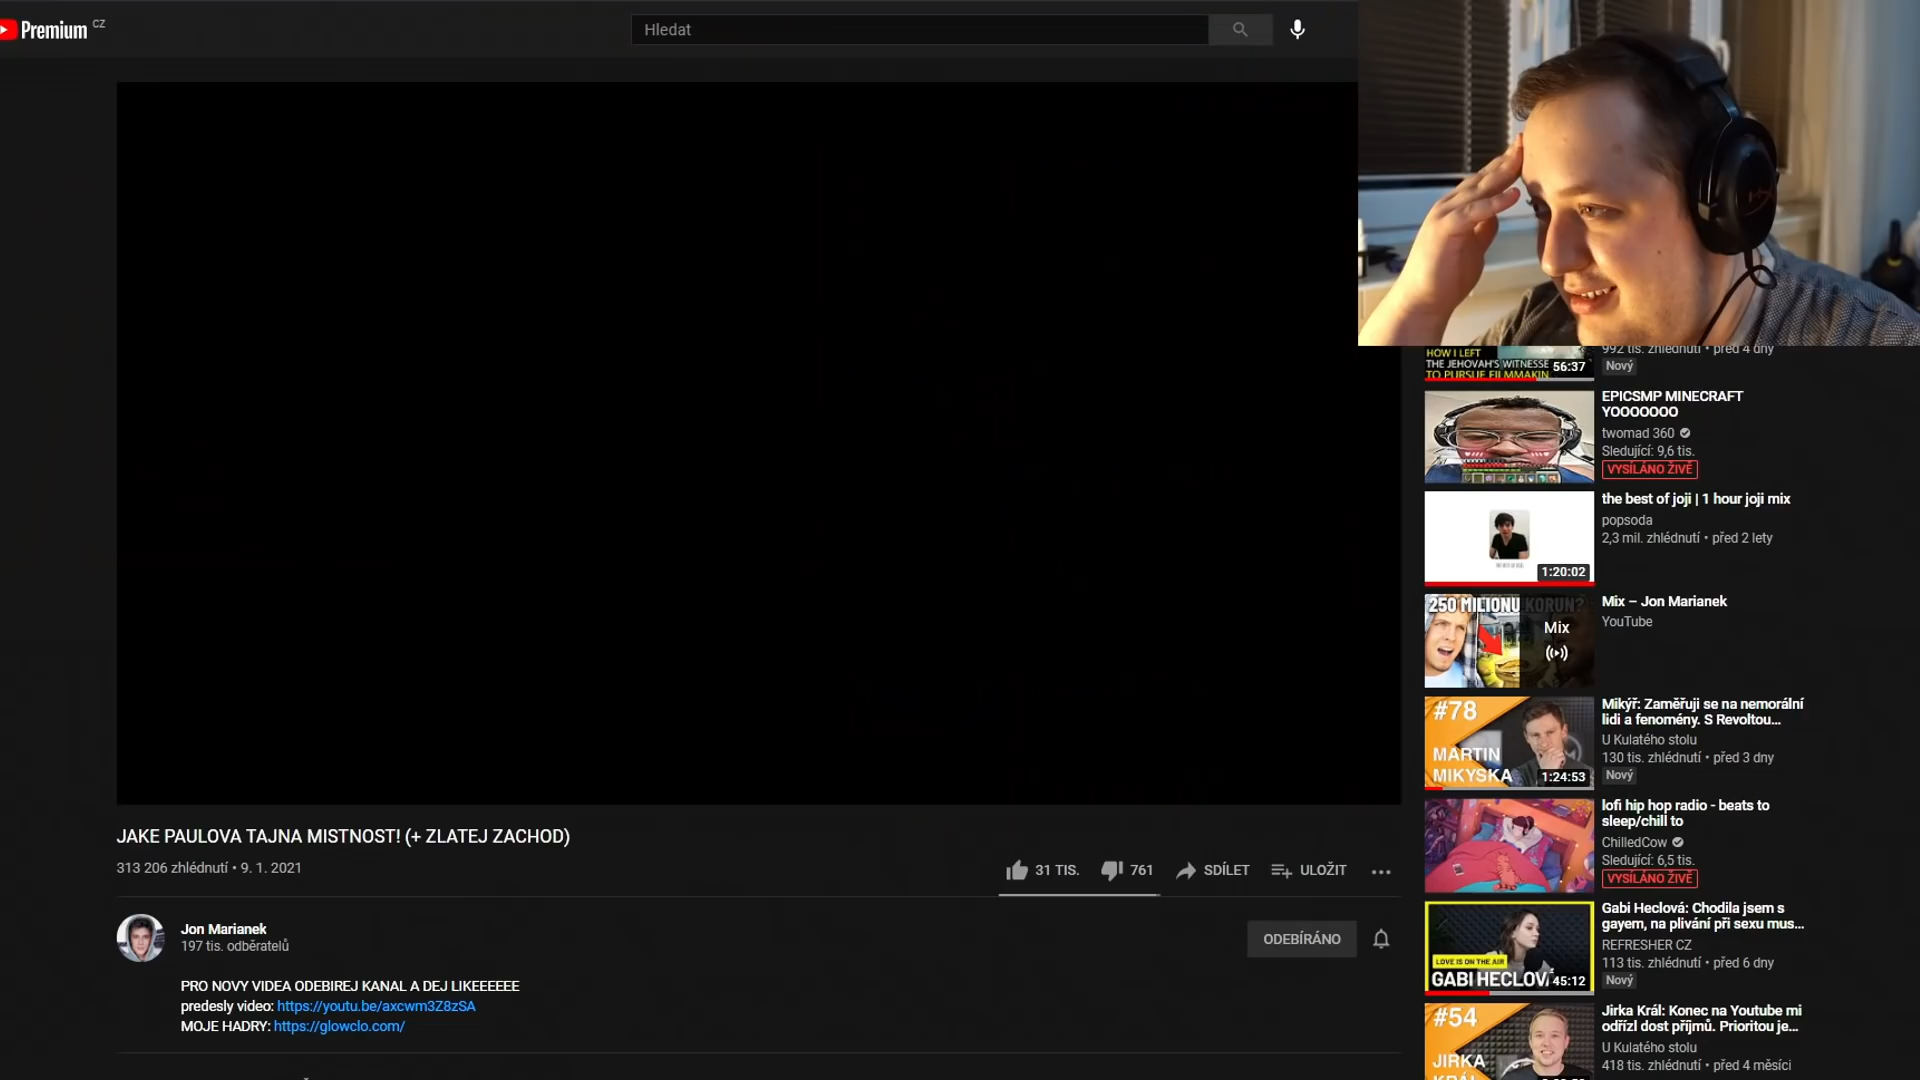 Premium CZ
Hledat
JAKE PAULOVA TAJNA MISTNOST! (+ ZLATEJ ZACHOD)
313 206 zhlédnutí • 9. 1. 2021
31 TIS.
761
SDÍLET
ULOŽIT
Jon Marianek
197 tis. odběratelů
ODEBÍRÁNO
PRO NOVY VIDEA ODEBIREJ KANAL A DEJ LIKEEEEEE
predesly video: https://youtu.be/axcwm3Z8zSA
MOJE HADRY: https://glowclo.com/
HOW I LEFT
THE JEHOVAH'S WITNESSE
TO PURSUE FILMMAKIN
56:37
992 tis. zhlédnutí • před 4 dny
Nový
EPICSMP MINECRAFT
YOOOOOOO
twomad 360
Sledující: 9,6 tis.
VYSÍLÁNO ŽIVĚ
1:20:02
the best of joji | 1 hour joji mix
popsoda
2,3 mil. zhlédnutí • před 2 lety
250 MILIONU KORUN?
Mix
Mix – Jon Marianek
YouTube
#78
MARTIN
MIKYSKA
1:24:53
Mikýř: Zaměřuji se na nemorální
lidi a fenomény. S Revoltou...
U Kulatého stolu
130 tis. zhlédnutí • před 3 dny
Nový
lofi hip hop radio - beats to
sleep/chill to
ChilledCow
Sledující: 6,5 tis.
VYSÍLÁNO ŽIVĚ
LOVE IS ON THE AIR
GABI HECLOVÁ
45:12
Gabi Heclová: Chodila jsem s
gayem, na plivání při sexu mus...
REFRESHER CZ
113 tis. zhlédnutí • před 6 dny
Nový
#54
JIRKA
KRÁL
Jirka Král: Konec na Youtube mi
odřízl dost příjmů. Prioritou je...
U Kulatého stolu
418 tis. zhlédnutí • před 4 měsíci